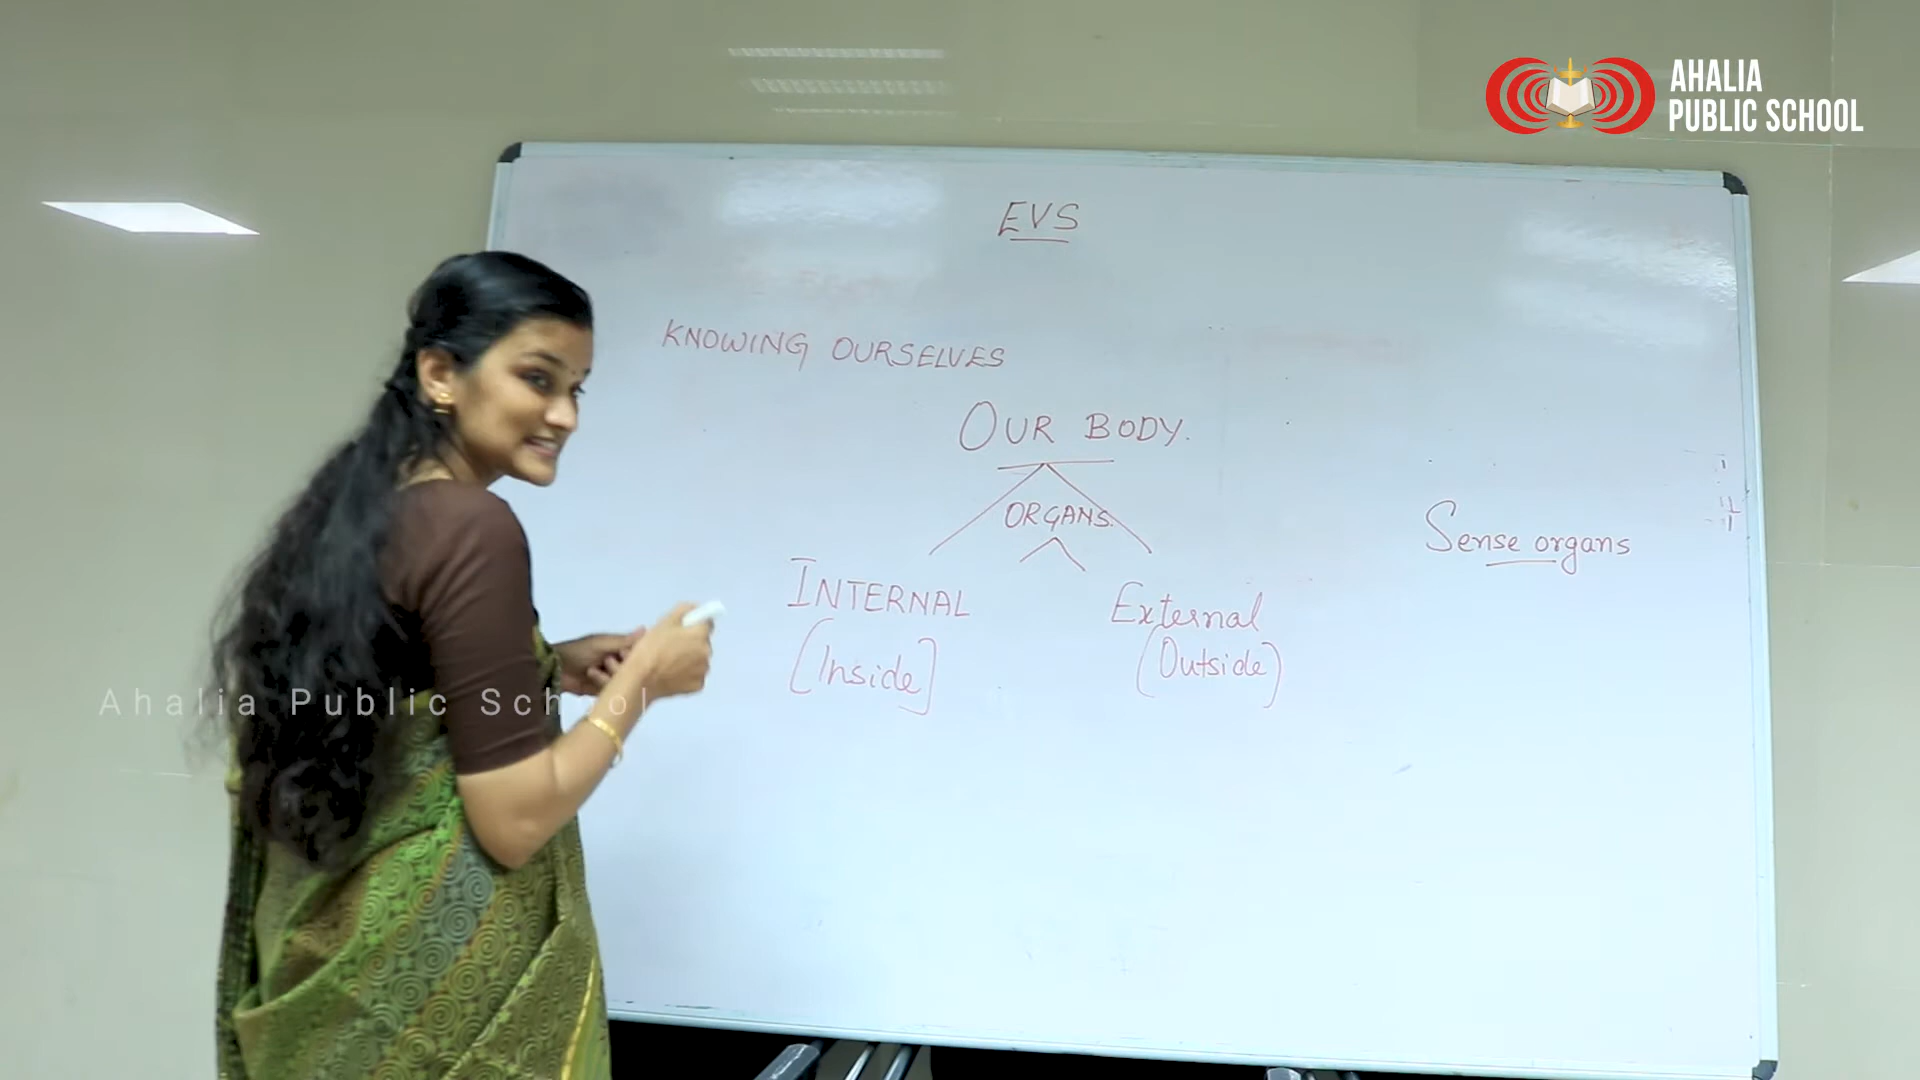 AHALIA
PUBLIC SCHOOL
EVS
KNOWING OURSELVES
OUR BODY.
ORGANS
Sense organs
INTERNAL
External
[Inside]
(Outside)
Ahalia Public School